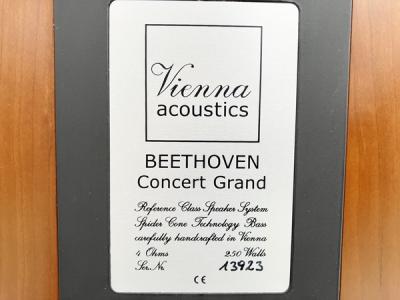 Vienna
acoustics
BEETHOVEN
Concert Grand
Reference Class Speaker System
Spider Cone Technology Bass
carefully handcrafted in Vienna
4 Ohms 250 Watts
Ser.Nr. 13923
CE